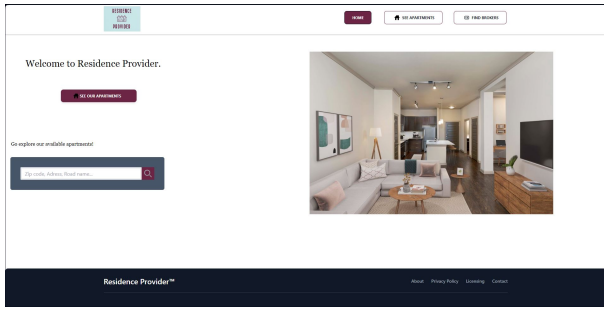 RESIDENCE
PROVIDER
HOME
SEE APARTMENTS
FIND BROKERS
Welcome to Residence Provider.
SEE OUR APARTMENTS
Go explore our available apartments!
Zip code, Adress, Road name...
Residence Provider™
About Privacy Policy Licensing Contact